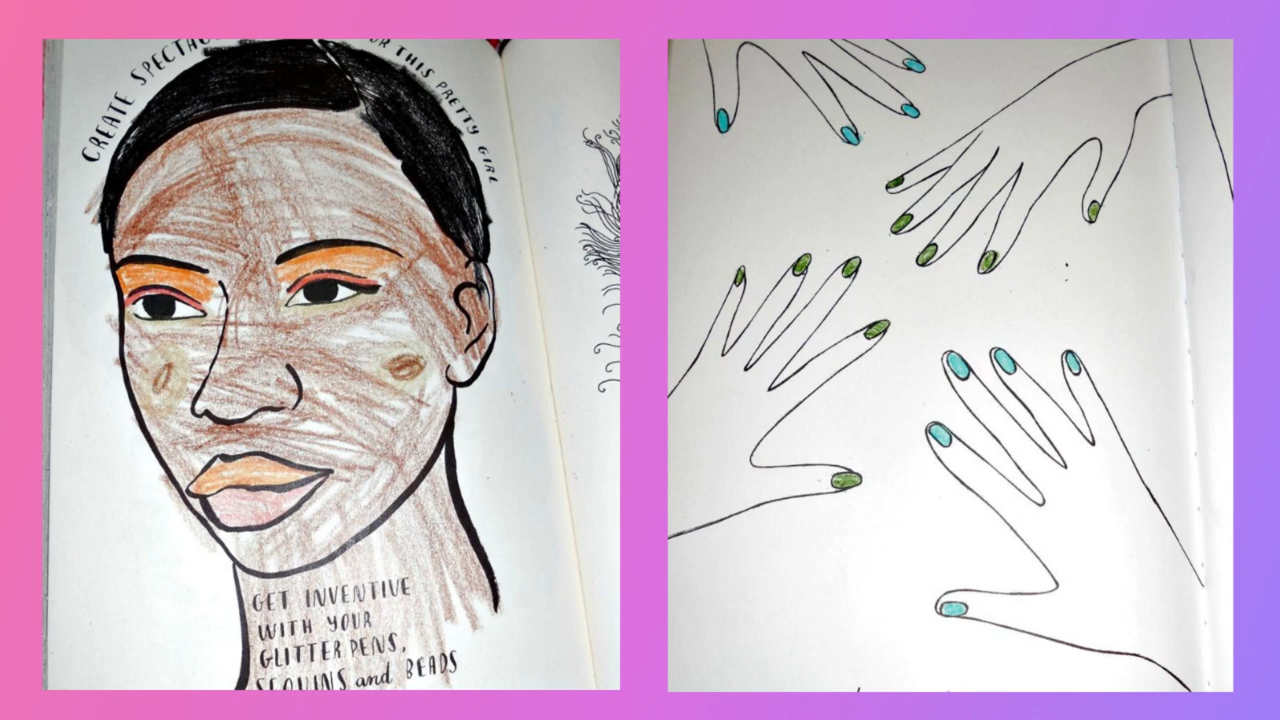 CREATE
THIS PRETTY GIRL
GET INVENTIVE
WITH YOUR
GLITTER PENS,
SEQUINS and BEADS